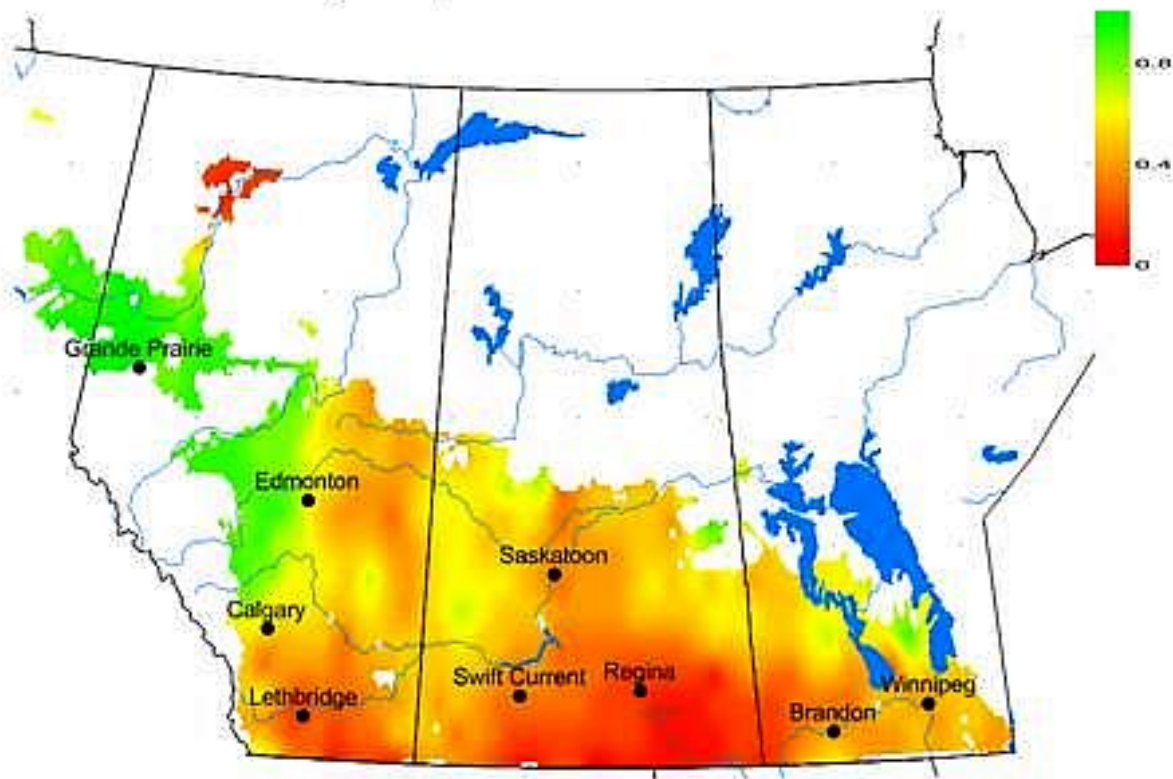 0.8
0.4
0
Grande Prairie
Edmonton
Saskatoon
Calgary
Swift Current
Regina
Lethbridge
Winnipeg
Brandon